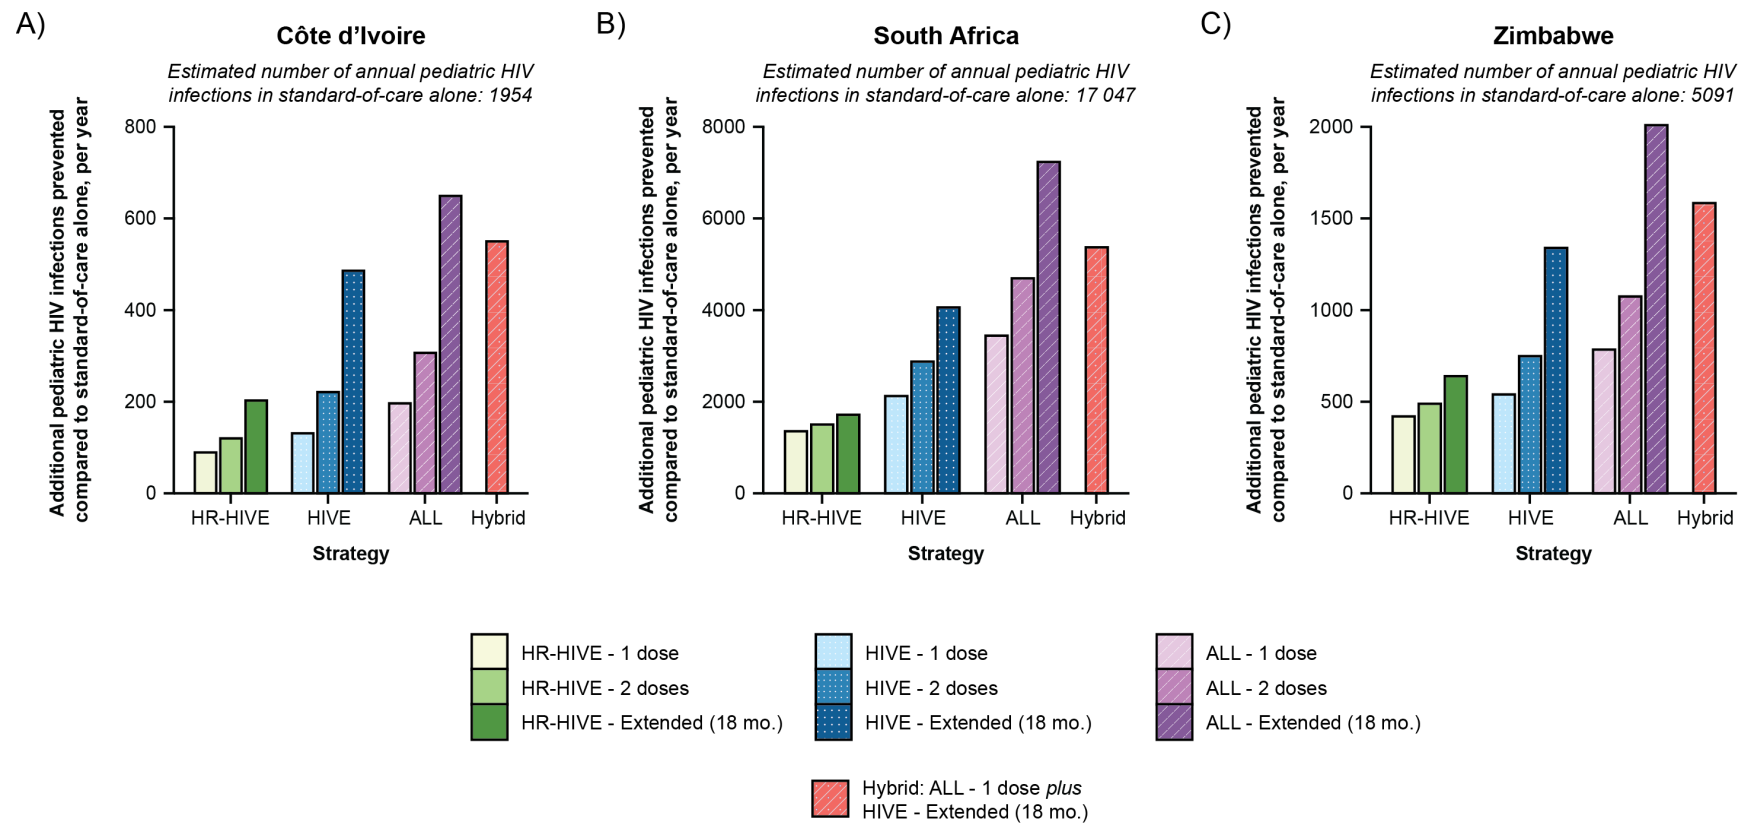 A)
Côte d’Ivoire
Estimated number of annual pediatric HIV
infections in standard-of-care alone: 1954
Additional pediatric HIV infections prevented
compared to standard-of-care alone, per year
800
600
400
200
0
HR-HIVE
HIVE
ALL
Hybrid
Strategy
B)
South Africa
Estimated number of annual pediatric HIV
infections in standard-of-care alone: 17 047
Additional pediatric HIV infections prevented
compared to standard-of-care alone, per year
8000
6000
4000
2000
0
HR-HIVE
HIVE
ALL
Hybrid
Strategy
C)
Zimbabwe
Estimated number of annual pediatric HIV
infections in standard-of-care alone: 5091
Additional pediatric HIV infections prevented
compared to standard-of-care alone, per year
2000
1500
1000
500
0
HR-HIVE
HIVE
ALL
Hybrid
Strategy
HR-HIVE - 1 dose
HR-HIVE - 2 doses
HR-HIVE - Extended (18 mo.)
HIVE - 1 dose
HIVE - 2 doses
HIVE - Extended (18 mo.)
ALL - 1 dose
ALL - 2 doses
ALL - Extended (18 mo.)
Hybrid: ALL - 1 dose plus
HIVE - Extended (18 mo.)